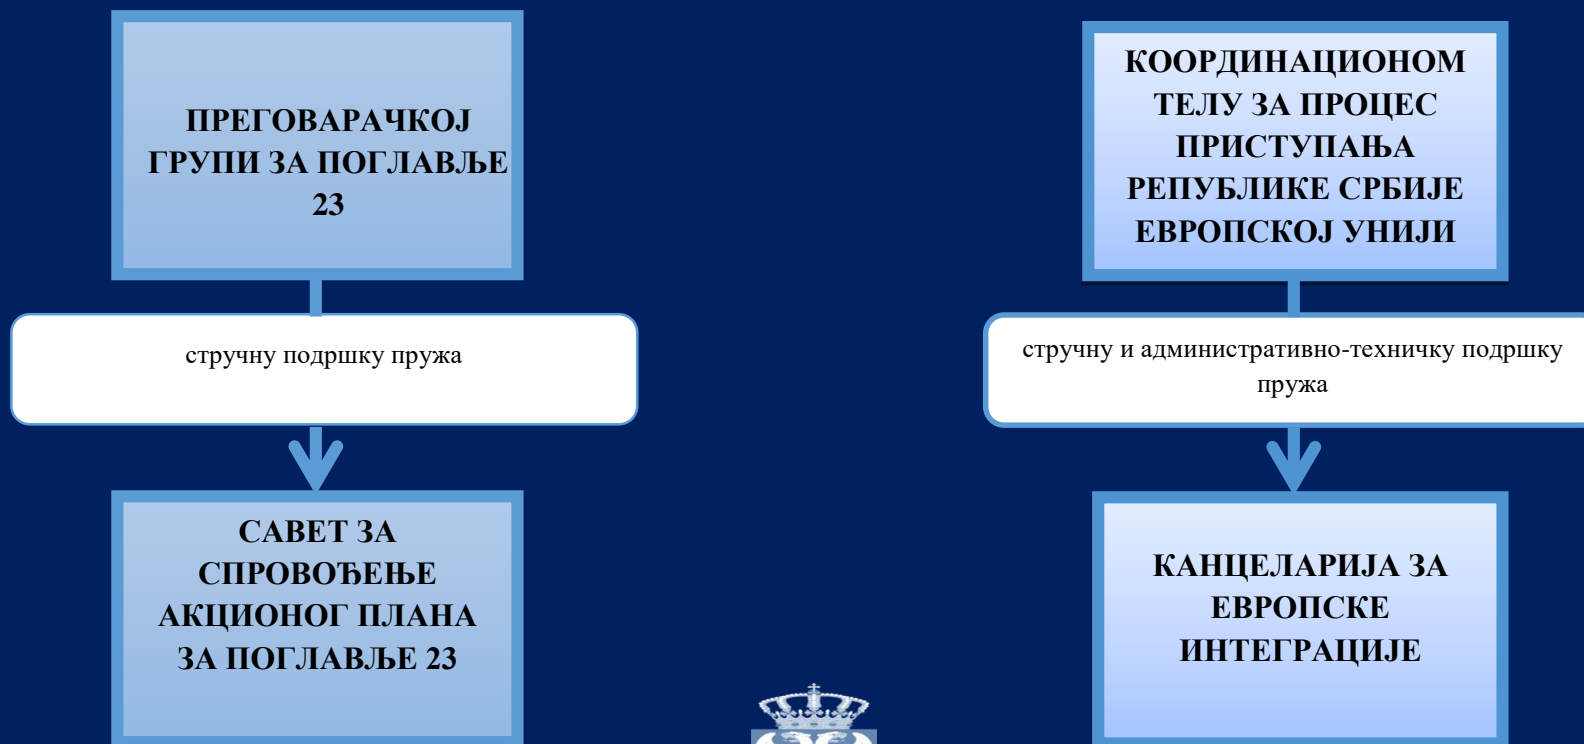 ПРЕГОВАРАЧКОЈ
ГРУПИ ЗА ПОГЛАВЉЕ
23
стручну подршку пружа
САВЕТ ЗА
СПРОВОЂЕЊЕ
АКЦИОНОГ ПЛАНА
ЗА ПОГЛАВЉЕ 23
КООРДИНАЦИОНОМ
ТЕЛУ ЗА ПРОЦЕС
ПРИСТУПАЊА
РЕПУБЛИКЕ СРБИЈЕ
ЕВРОПСКОЈ УНИЈИ
стручну и административно-техничку подршку
пружа
КАНЦЕЛАРИЈА ЗА
ЕВРОПСКЕ
ИНТЕГРАЦИЈЕ